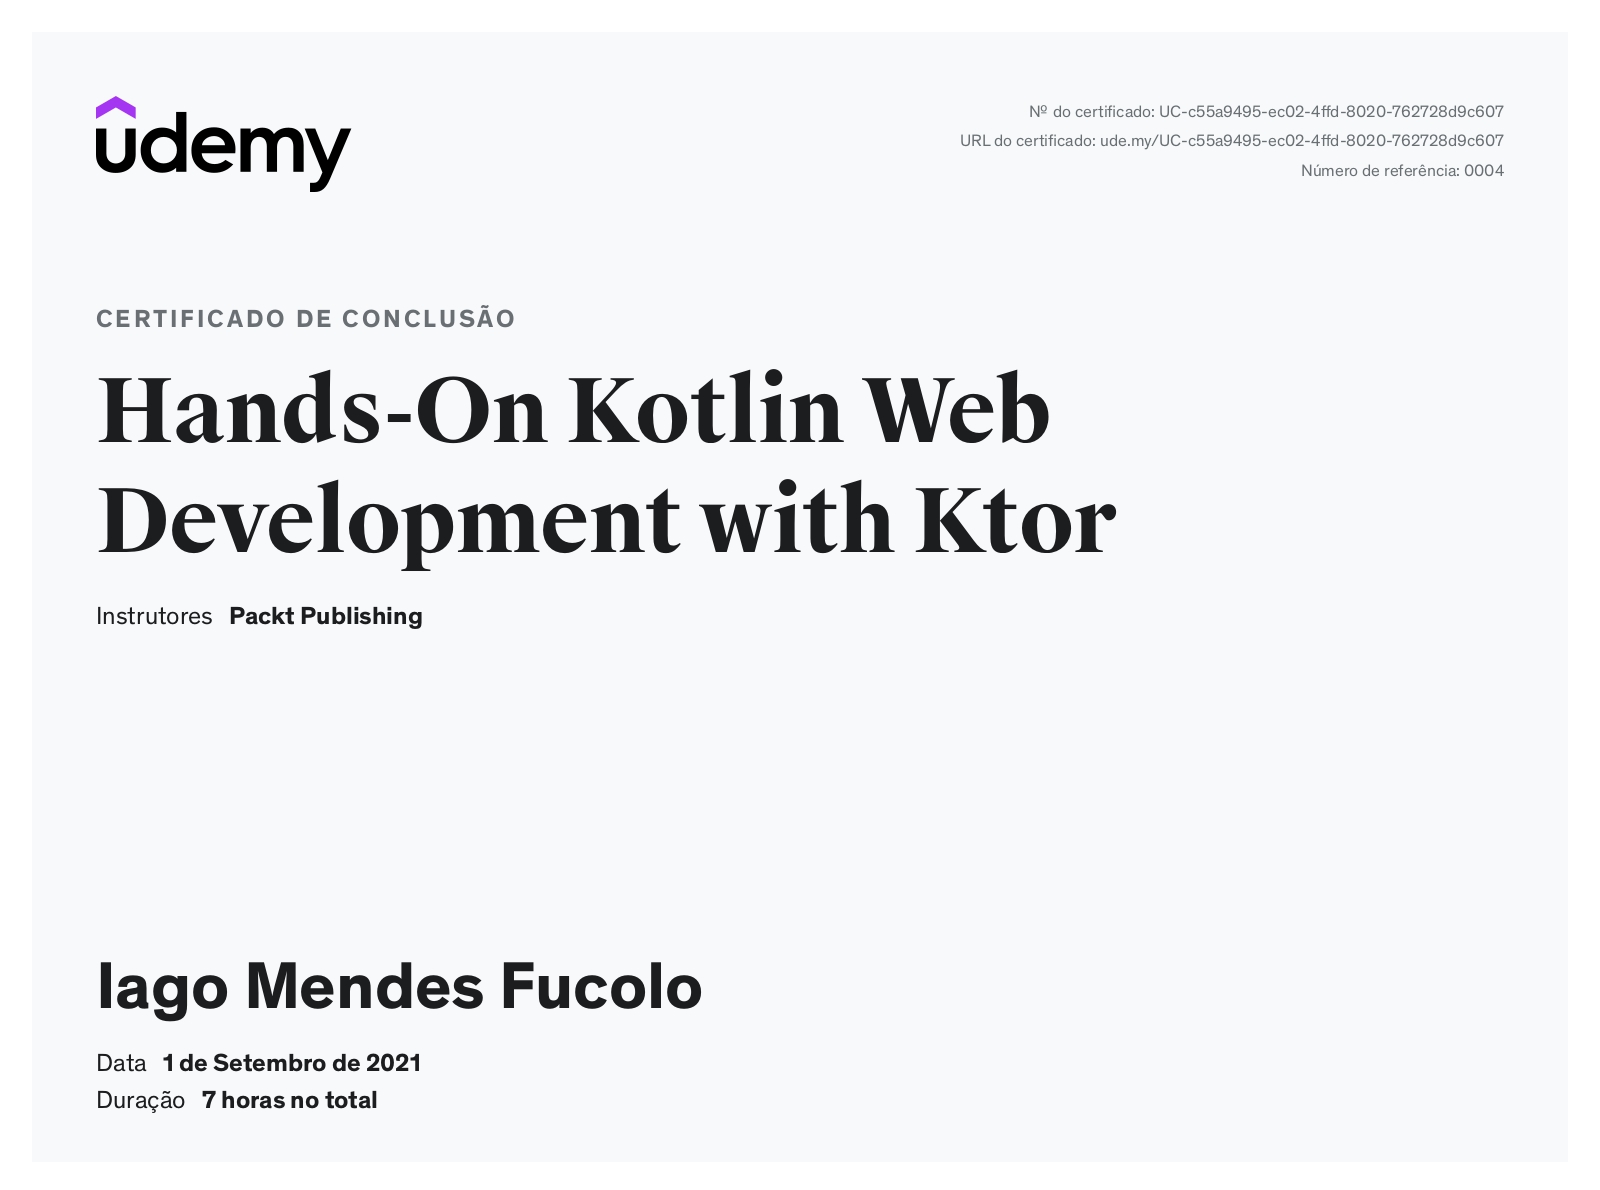 udemy
Nº do certificado: UC-c55a9495-ec02-4ffd-8020-762728d9c607
URL do certificado: ude.my/UC-c55a9495-ec02-4ffd-8020-762728d9c607
Número de referência: 0004
CERTIFICADO DE CONCLUSÃO
Hands-On Kotlin Web
Development with Ktor
Instrutores Packt Publishing
Iago Mendes Fucolo
Data 1 de Setembro de 2021
Duração 7 horas no total